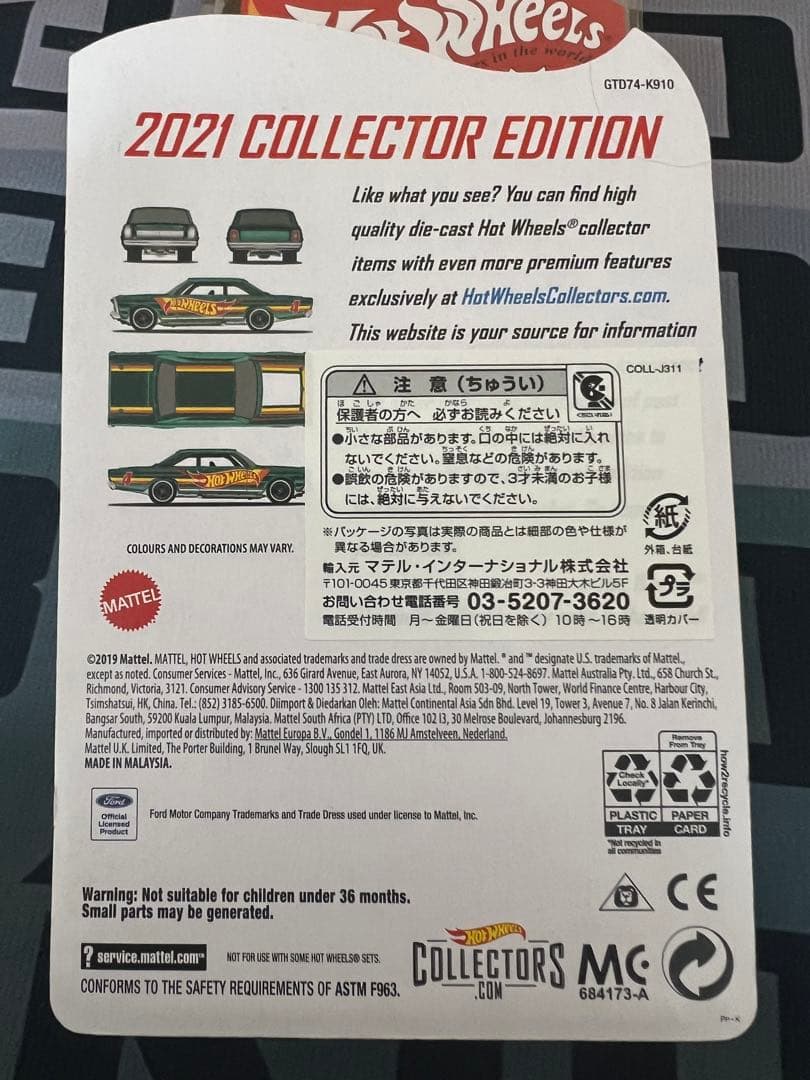 HOT WHEELS
in the world
GTD74-K910
2021 COLLECTOR EDITION
Like what you see? You can find high
quality die-cast Hot Wheels® collector
items with even more premium features
exclusively at HotWheelsCollectors.com.
This website is your source for information
HOT WHEELS
4
4
HOT WHEELS
COLOURS AND DECORATIONS MAY VARY.
MATTEL
COLL-J311
注 意 (ちゅうい)
保護者の方へ 必ずお読みください
●小さな部品があります。口の中には絶対に入れ
ないでください。窒息などの危険があります。
●誤飲の危険がありますので、3才未満のお子様
には、絶対に与えないでください。
※パッケージの写真は実際の商品とは細部の色や仕様が
異なる場合があります。
輸入元 マテル・インターナショナル株式会社
〒101-0045 東京都千代田区神田鍛冶町3-3神田大木ビル5F
お問い合わせ電話番号 03-5207-3620
電話受付時間 月~金曜日(祝日を除く) 10時~16時
紙
外箱、台紙
プラ
透明カバー
©2019 Mattel. MATTEL, HOT WHEELS and associated trademarks and trade dress are owned by Mattel. ® and ™ designate U.S. trademarks of Mattel.,
except as noted. Consumer Services - Mattel, Inc., 636 Girard Avenue, East Aurora, NY 14052, U.S.A. 1-800-524-8697. Mattel Australia Pty. Ltd., 658 Church St.,
Richmond, Victoria, 3121. Consumer Advisory Service - 1300 135 312. Mattel East Asia Ltd., Room 503-09, North Tower, World Finance Centre, Harbour City,
Tsimshatsui, HK, China. Tel.: (852) 3185-6500. Diimport & Diedarkan Oleh: Mattel Continental Asia Sdn Bhd. Level 19, Tower 3, Avenue 7, No. 8 Jalan Kerinchi,
Bangsar South, 59200 Kuala Lumpur, Malaysia. Mattel South Africa (PTY) LTD, Office 102 I3, 30 Melrose Boulevard, Johannesburg 2196.
Manufactured, imported or distributed by: Mattel Europa B.V., Gondel 1, 1186 MJ Amstelveen, Nederland.
Mattel U.K. Limited, The Porter Building, 1 Brunel Way, Slough SL1 1FQ, UK.
MADE IN MALAYSIA.
Ford
Official
Licensed
Product
Ford Motor Company Trademarks and Trade Dress used under license to Mattel, Inc.
Remove
From Tray
Check
Locally*
PLASTIC
TRAY
PAPER
CARD
*Not recycled in
all communities
how2recycle.info
Warning: Not suitable for children under 36 months.
Small parts may be generated.
CE
? service.mattel.com™
NOT FOR USE WITH SOME HOT WHEELS® SETS.
CONFORMS TO THE SAFETY REQUIREMENTS OF ASTM F963.
HOT WHEELS
COLLECTORS
.COM
MC
684173-A
PP-K